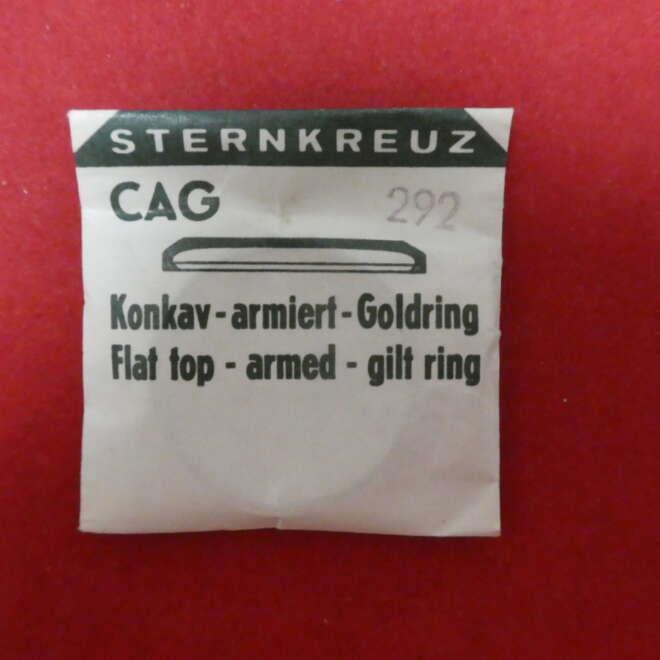 STERNKREUZ
CAG 292
Konkav-armiert-Goldring
Flat top - armed - gilt ring